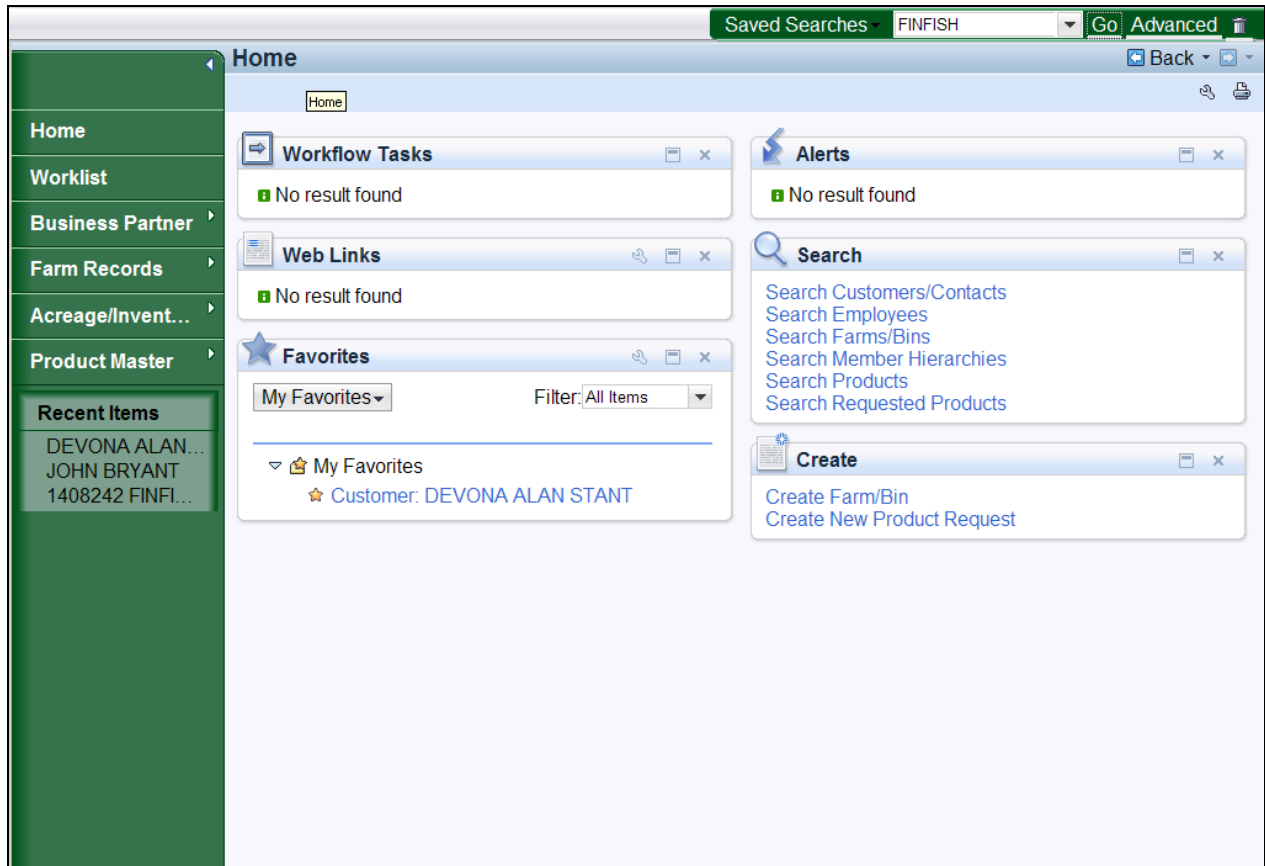 Saved Searches FINFISH Go Advanced
Home Back
Home
Home
Worklist
Business Partner
Farm Records
Acreage/Invent...
Product Master
Recent Items
DEVONA ALAN...
JOHN BRYANT
1408242 FINFI...
Workflow Tasks
No result found
Web Links
No result found
Favorites
My Favorites Filter: All Items
My Favorites
Customer: DEVONA ALAN STANT
Alerts
No result found
Search
Search Customers/Contacts
Search Employees
Search Farms/Bins
Search Member Hierarchies
Search Products
Search Requested Products
Create
Create Farm/Bin
Create New Product Request